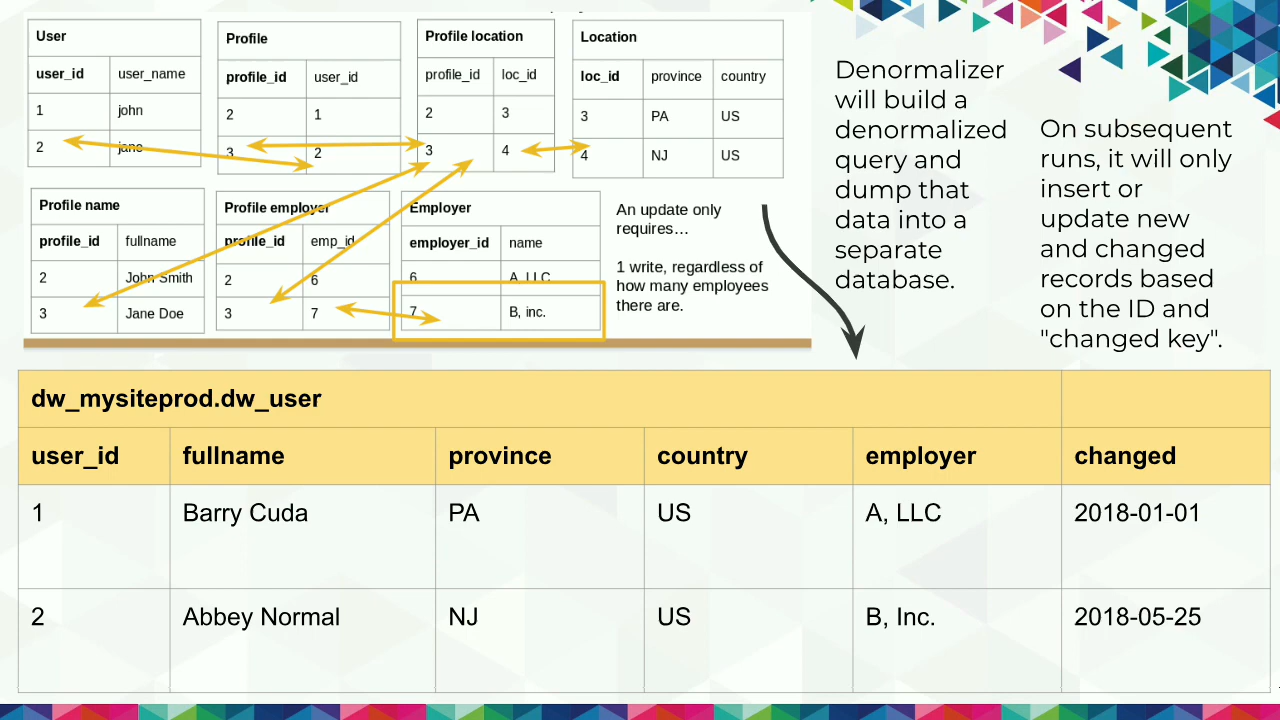 User
user_id user_name
1 john
2 jane
Profile
profile_id user_id
2 1
3 2
Profile location
profile_id loc_id
2 3
3 4
Location
loc_id province country
3 PA US
4 NJ US
Profile name
profile_id fullname
2 John Smith
3 Jane Doe
Profile employer
profile_id emp_id
2 6
3 7
Employer
employer_id name
6 A, LLC
7 B, inc.
An update only
requires…
1 write, regardless of
how many employees
there are.
Denormalizer
will build a
denormalized
query and
dump that
data into a
separate
database.
On subsequent
runs, it will only
insert or
update new
and changed
records based
on the ID and
"changed key".
dw_mysiteprod.dw_user
user_id fullname province country employer changed
1 Barry Cuda PA US A, LLC 2018-01-01
2 Abbey Normal NJ US B, Inc. 2018-05-25